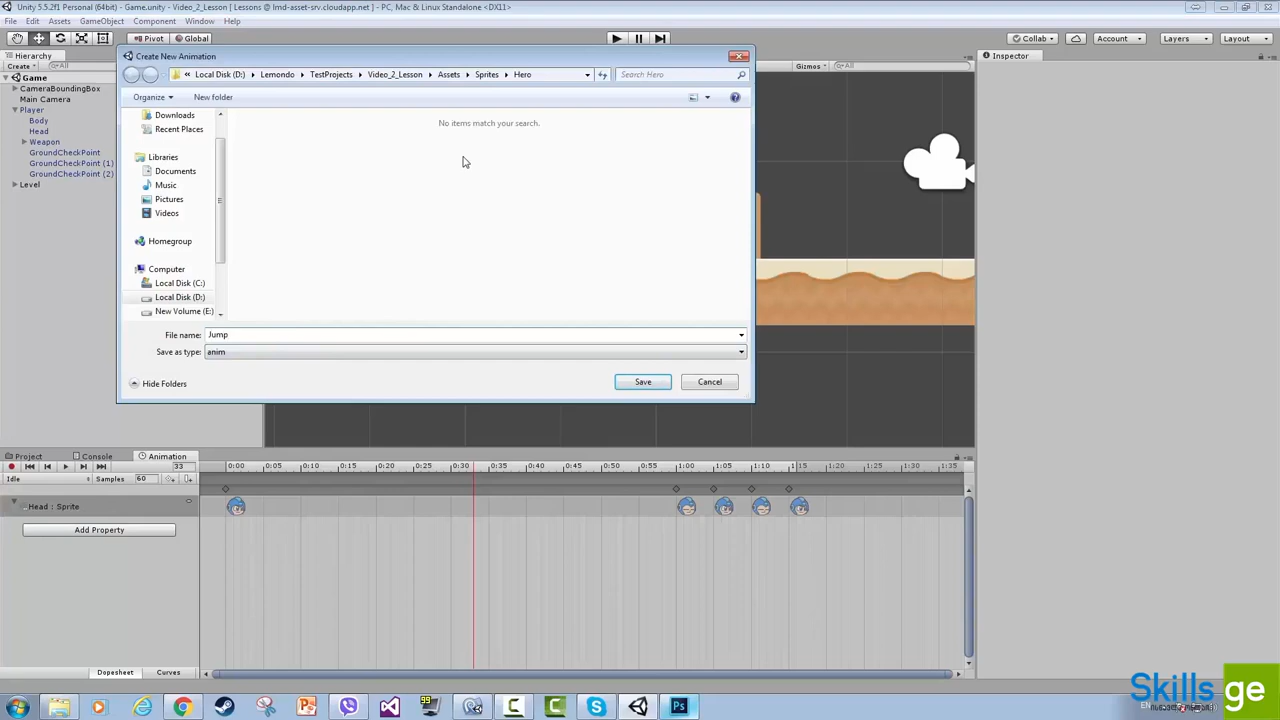 Unity 5.5.2f1 Personal (64bit) - Game.unity - Video_2_Lesson [ Lessons @ lmd-asset-srv.cloudapp.net ] - PC, Mac & Linux Standalone <DX11>
File Edit Assets GameObject Component Window Help
Pivot Global Collab Account Layers Layout
Hierarchy
Create All
Game
CameraBoundingBox
Main Camera
Player
Body
Head
Weapon
GroundCheckPoint
GroundCheckPoint (1)
GroundCheckPoint (2)
Level
Create New Animation
« Local Disk (D:) Lemondo TestProjects Video_2_Lesson Assets Sprites Hero Search Hero
Organize New folder
Downloads
Recent Places
Libraries
Documents
Music
Pictures
Videos
Homegroup
Computer
Local Disk (C:)
Local Disk (D:)
New Volume (E:)
No items match your search.
File name: Jump
Save as type: anim
Hide Folders Save Cancel
Gizmos All
Inspector
Project Console Animation
33 0:00 0:05 0:10 0:15 0:20 0:25 0:30 0:35 0:40 0:45 0:50 0:55 1:00 1:05 1:10 1:15 1:20 1:25 1:30 1:35
Idle Samples 60
Head : Sprite
Add Property
Dopesheet Curves
Skills ge